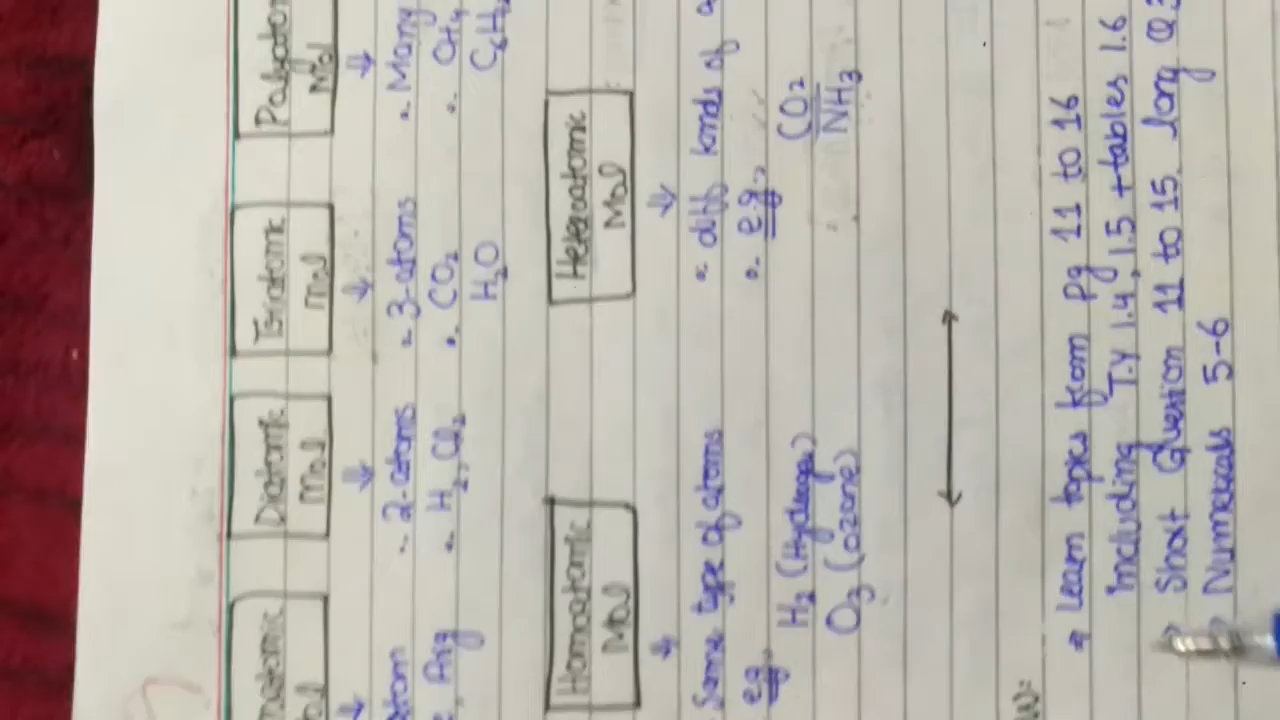 Diatomic
Mol
Triatomic
Mol
Mol
atom
2-atoms
3-atoms
Many
H2, Cl2
CO2
CH4
H2O
Homoatomic
Mol
Heteroatomic
Mol
Same type of atoms
diff kinds of
eg
e.g.
H2 (Hydrogen)
CO2
O3 (ozone)
NH3
Learn topics from pg 11 to 16
including T.Y 1.4, 1.5 + tables 1.6
Short Question 11 to 15. long
Numericals 5-6